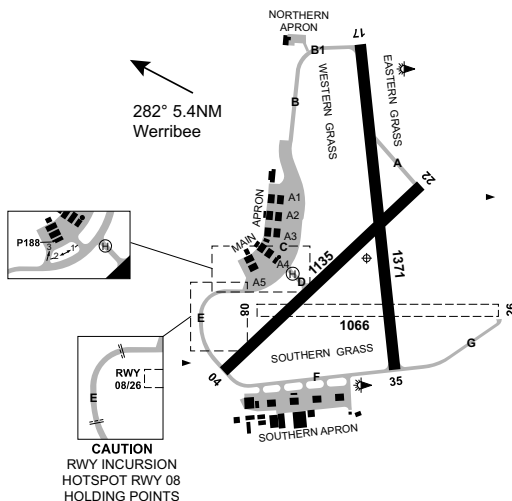 NORTHERN
APRON
17
B1
WESTERN GRASS
EASTERN GRASS
B
282° 5.4NM
Werribee
A
22
A1
APRON
A2
A3
MAIN
C
A4
H
D
A5
1135
1371
P188
3
2
1
H
E
08
26
1066
SOUTHERN GRASS
G
04
F
35
RWY
08/26
E
SOUTHERN APRON
CAUTION
RWY INCURSION
HOTSPOT RWY 08
HOLDING POINTS